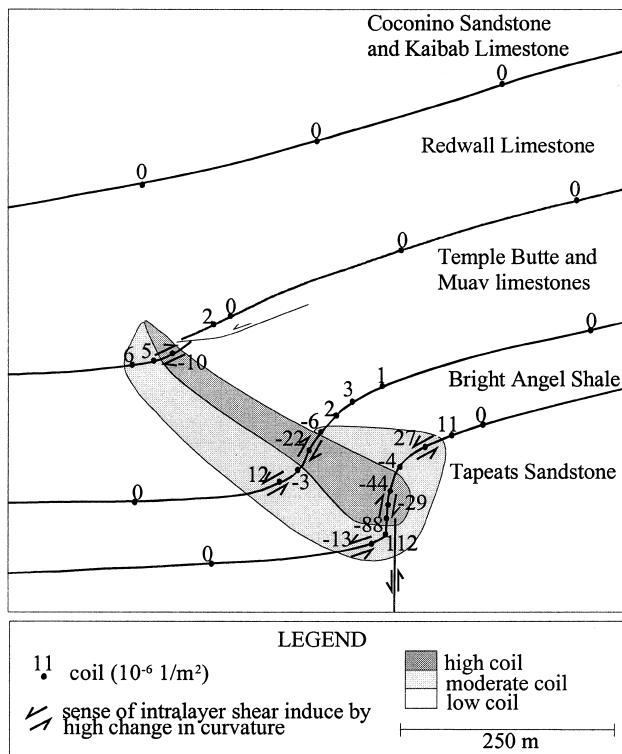 Coconino Sandstone
and Kaibab Limestone
0
0
Redwall Limestone
0
0
0
Temple Butte and
Muav limestones
2 0
0
6 5 -10
1
3
2
Bright Angel Shale
-6
-22
11 0
27
12 -3
-4
Tapeats Sandstone
0
-44
-29
-88
-13 112
0
LEGEND
11
coil (10⁻⁶ 1/m²)
sense of intralayer shear induce by
high change in curvature
high coil
moderate coil
low coil
250 m